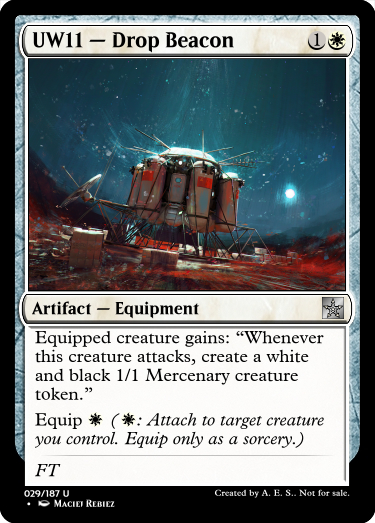 UW11 — Drop Beacon 1
Artifact — Equipment
Equipped creature gains: “Whenever
this creature attacks, create a white
and black 1/1 Mercenary creature
token.”
Equip (: Attach to target creature
you control. Equip only as a sorcery.)
FT
029/187 U
• Maciej Rebiez
Created by A. E. S.. Not for sale.